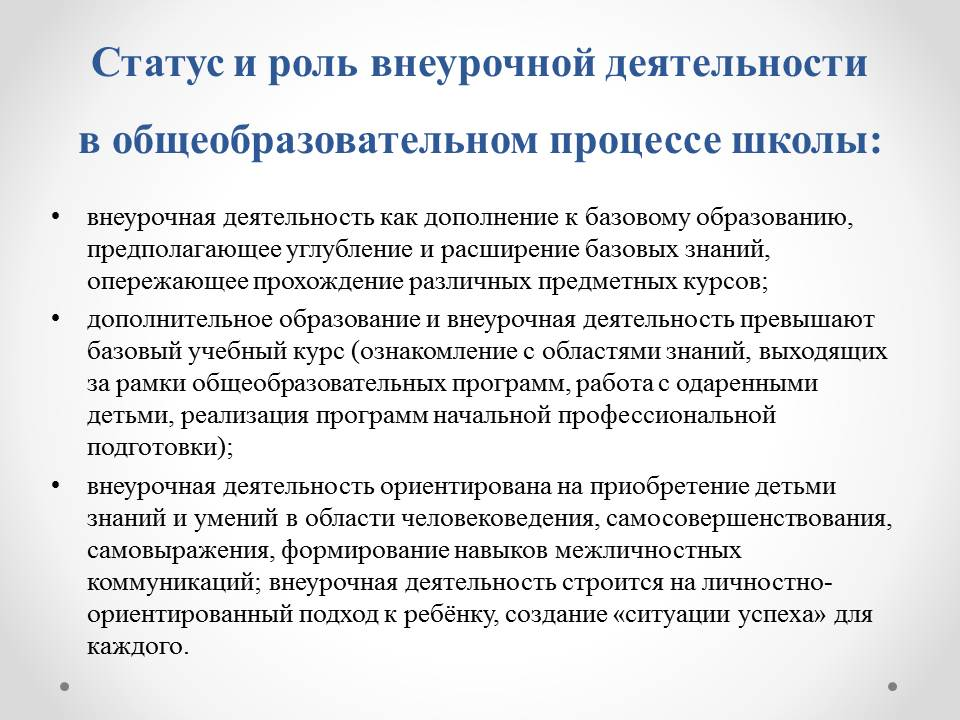 Статус и роль внеурочной деятельности
в общеобразовательном процессе школы:
• внеурочная деятельность как дополнение к базовому образованию,
предполагающее углубление и расширение базовых знаний,
опережающее прохождение различных предметных курсов;
• дополнительное образование и внеурочная деятельность превышают
базовый учебный курс (ознакомление с областями знаний, выходящих
за рамки общеобразовательных программ, работа с одаренными
детьми, реализация программ начальной профессиональной
подготовки);
• внеурочная деятельность ориентирована на приобретение детьми
знаний и умений в области человековедения, самосовершенствования,
самовыражения, формирование навыков межличностных
коммуникаций; внеурочная деятельность строится на личностно-
ориентированный подход к ребёнку, создание «ситуации успеха» для
каждого.